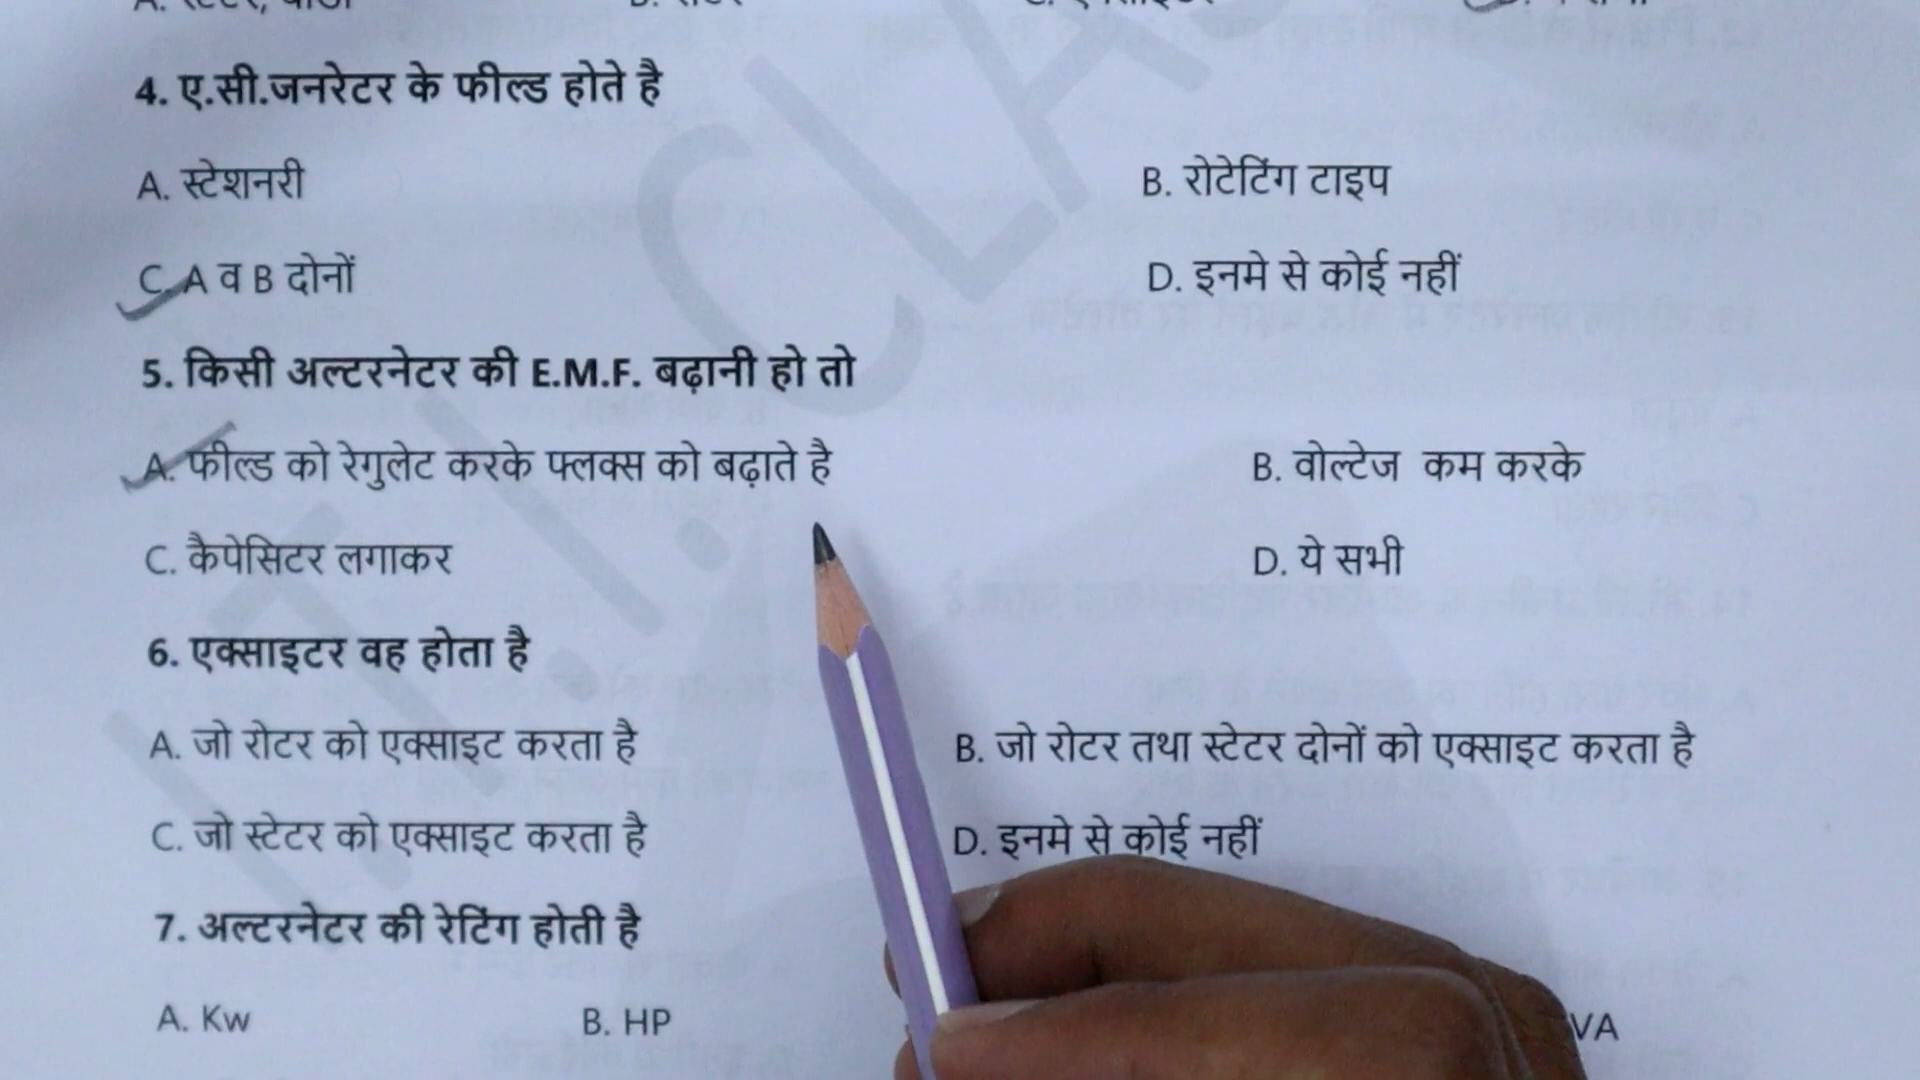 4. ए.सी.जनरेटर के फील्ड होते है
A. स्टेशनरी B. रोटेटिंग टाइप
C. A व B दोनों D. इनमे से कोई नहीं
5. किसी अल्टरनेटर की E.M.F. बढ़ानी हो तो
A. फील्ड को रेगुलेट करके फ्लक्स को बढ़ाते है B. वोल्टेज कम करके
C. कैपेसिटर लगाकर D. ये सभी
6. एक्साइटर वह होता है
A. जो रोटर को एक्साइट करता है B. जो रोटर तथा स्टेटर दोनों को एक्साइट करता है
C. जो स्टेटर को एक्साइट करता है D. इनमे से कोई नहीं
7. अल्टरनेटर की रेटिंग होती है
A. Kw B. HP VA